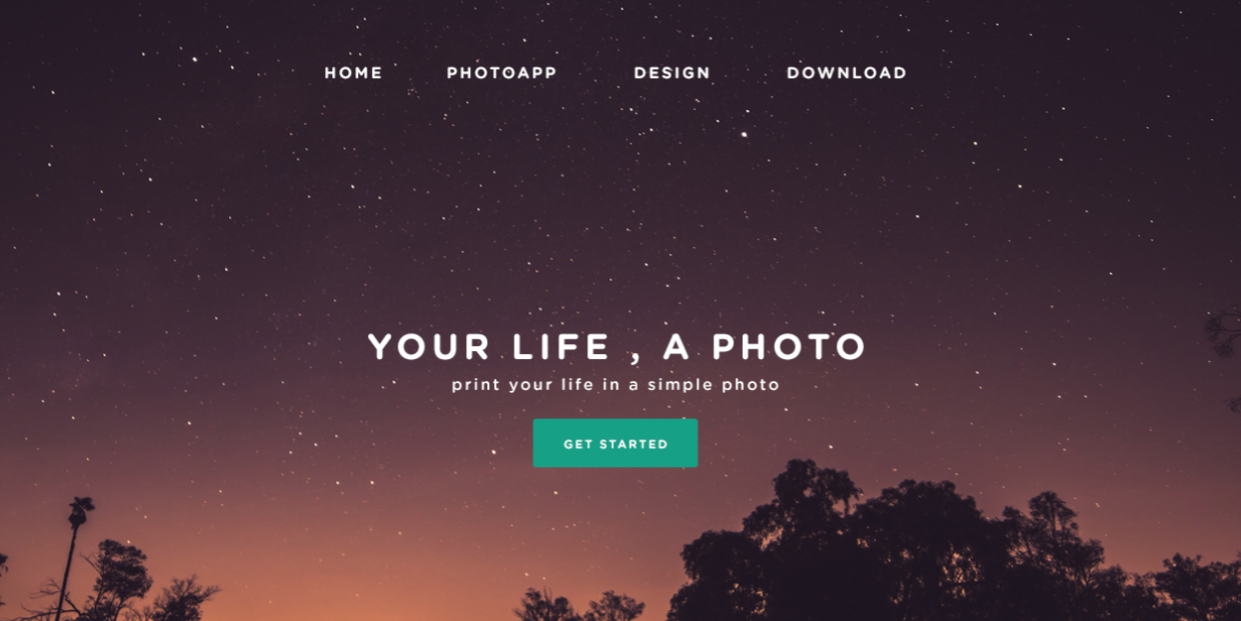 HOME PHOTOAPP DESIGN DOWNLOAD
YOUR LIFE , A PHOTO
print your life in a simple photo
GET STARTED